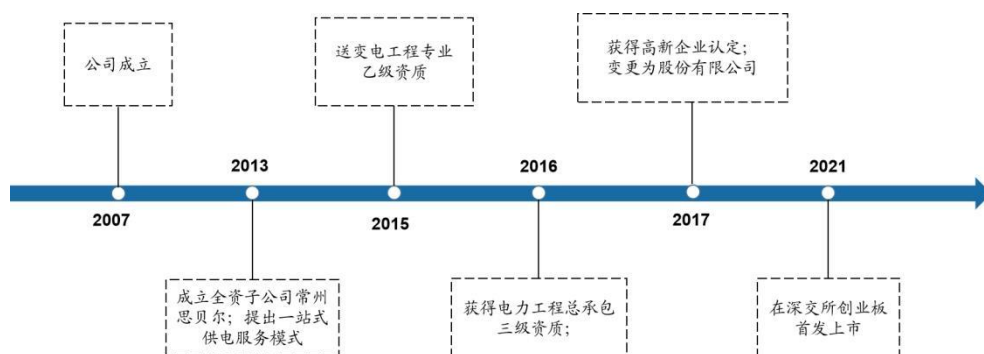 公司成立
送变电工程专业
乙级资质
获得高新企业认定；
变更为股份有限公司
2013
2016
2021
2007
2015
2017
成立全资子公司常州
思贝尔；提出一站式
供电服务模式
获得电力工程总承包
三级资质；
在深交所创业板
首发上市